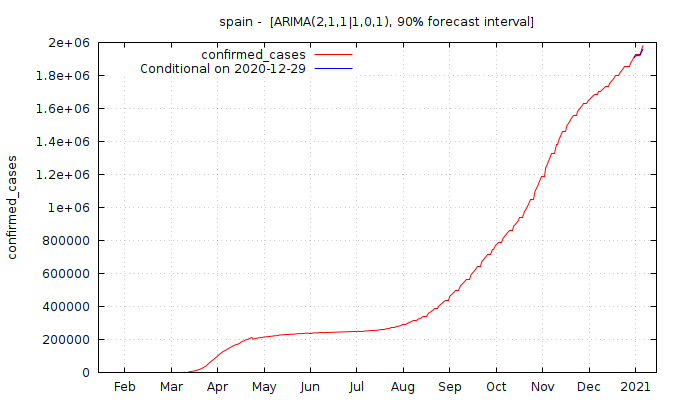 spain -  [ARIMA(2,1,1|1,0,1), 90% forecast interval]
confirmed_cases
Conditional on 2020-12-29
confirmed_cases
2e+06
1.8e+06
1.6e+06
1.4e+06
1.2e+06
1e+06
800000
600000
400000
200000
0
Feb Mar Apr May Jun Jul Aug Sep Oct Nov Dec 2021